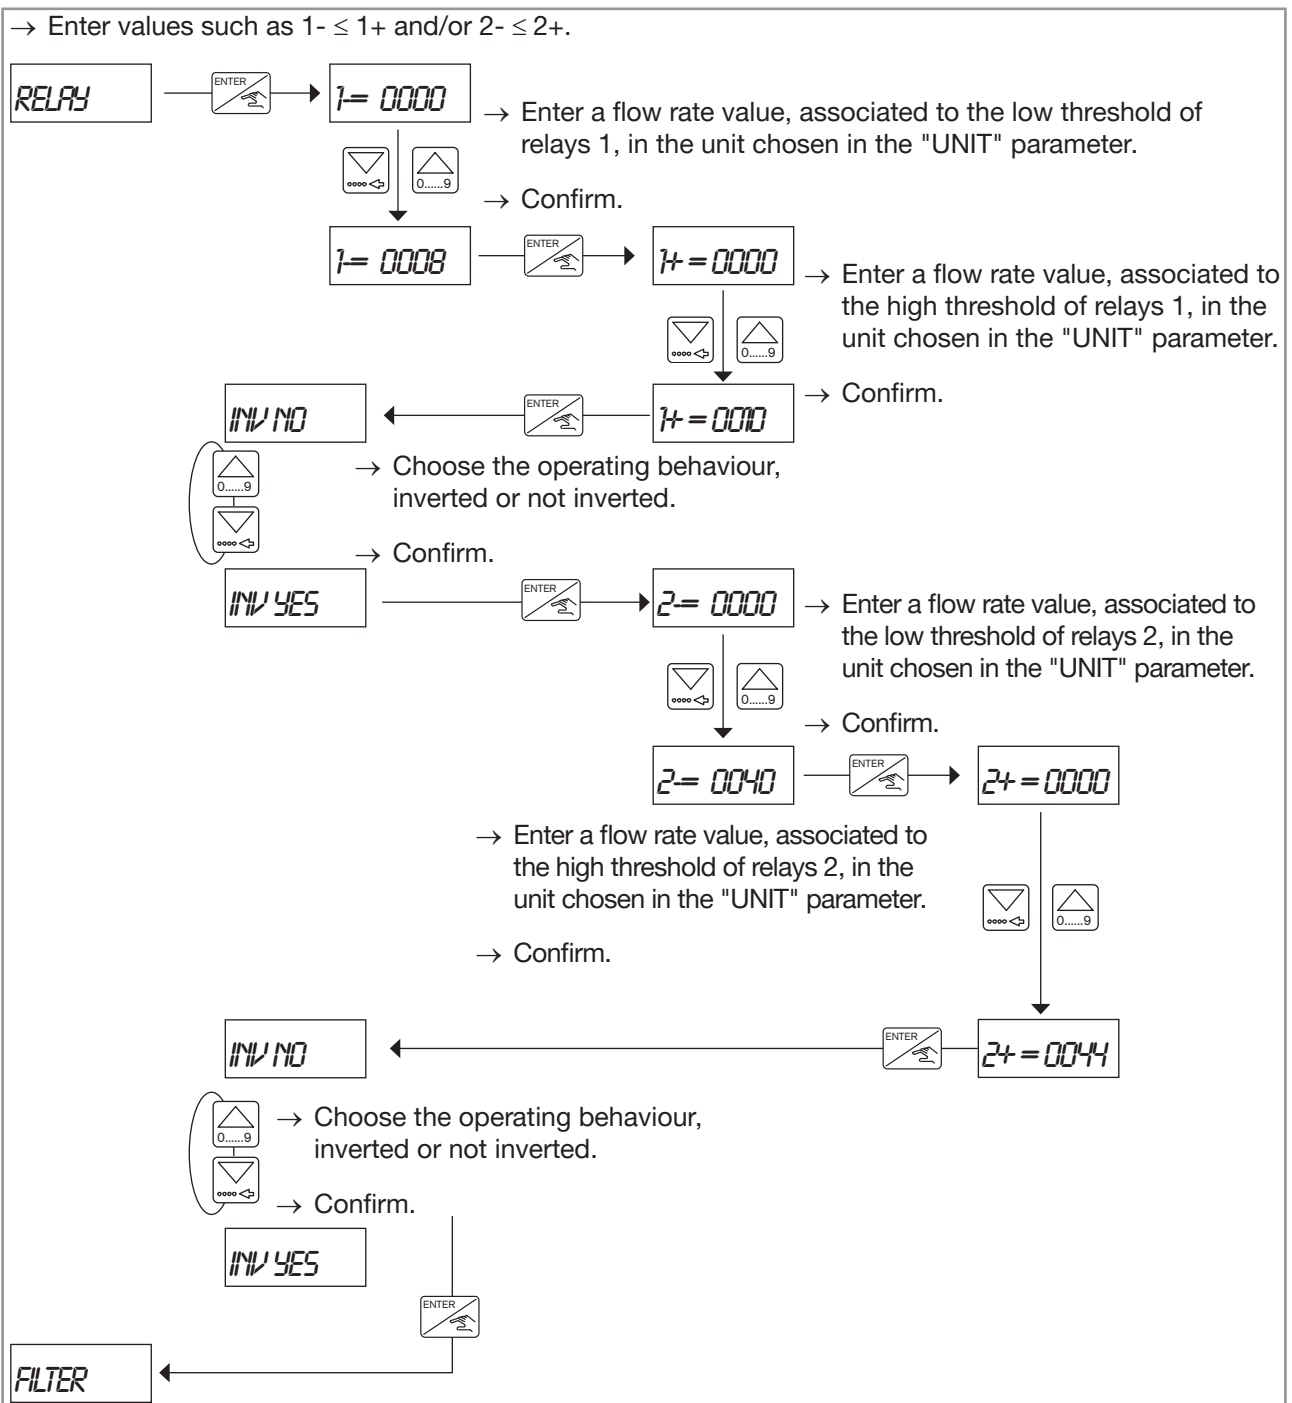 → Enter values such as 1- ≤ 1+ and/or 2- ≤ 2+.
RELAY
ENTER
1-= 0000
→ Enter a flow rate value, associated to the low threshold of
relays 1, in the unit chosen in the "UNIT" parameter.
0......9
→ Confirm.
1-= 0008
ENTER
1+ = 0000
→ Enter a flow rate value, associated to
the high threshold of relays 1, in the
unit chosen in the "UNIT" parameter.
0......9
→ Confirm.
INV NO
ENTER
1+ = 0010
0......9
→ Choose the operating behaviour,
inverted or not inverted.
→ Confirm.
INV YES
ENTER
2-= 0000
→ Enter a flow rate value, associated to
the low threshold of relays 2, in the
unit chosen in the "UNIT" parameter.
0......9
→ Confirm.
2-= 0040
ENTER
2+ = 0000
→ Enter a flow rate value, associated to
the high threshold of relays 2, in the
unit chosen in the "UNIT" parameter.
0......9
→ Confirm.
INV NO
ENTER
2+ = 0044
0......9
→ Choose the operating behaviour,
inverted or not inverted.
→ Confirm.
INV YES
ENTER
FILTER